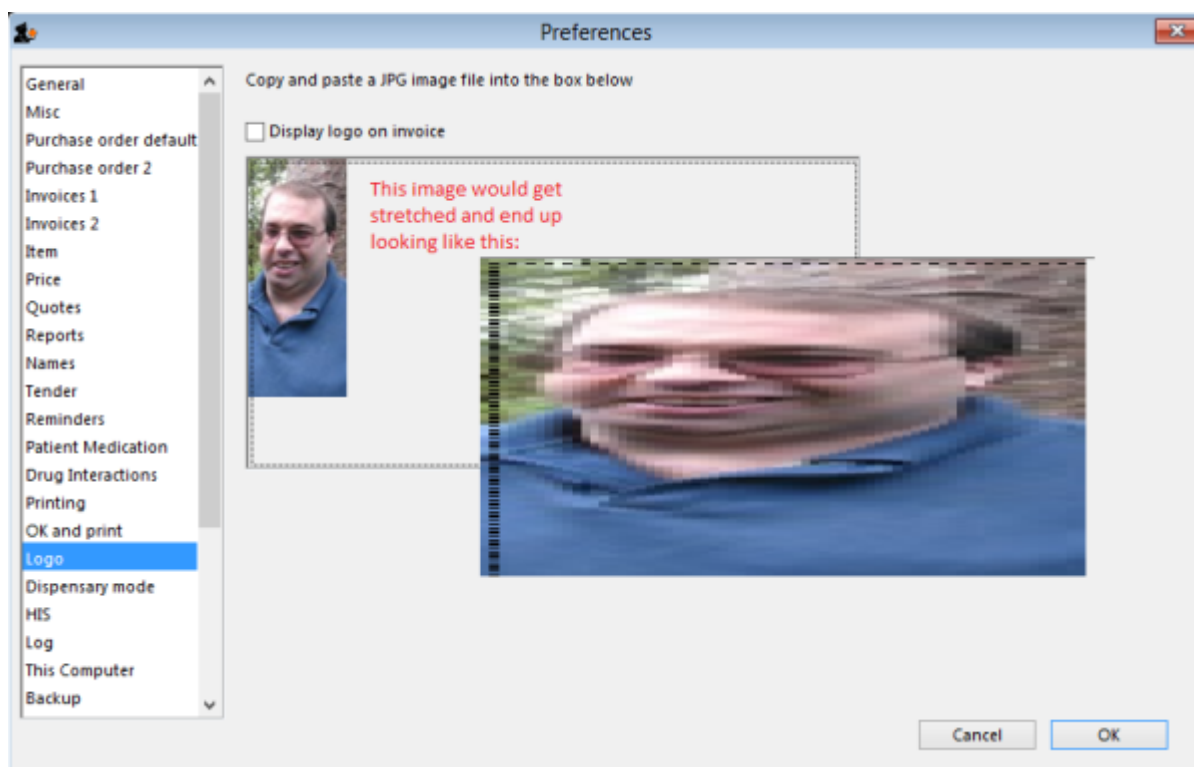 Preferences
General
Misc
Purchase order default
Purchase order 2
Invoices 1
Invoices 2
Item
Price
Quotes
Reports
Names
Tender
Reminders
Patient Medication
Drug Interactions
Printing
OK and print
Logo
Dispensary mode
HIS
Log
This Computer
Backup
Copy and paste a JPG image file into the box below
Display logo on invoice
This image would get
stretched and end up
looking like this:
Cancel
OK